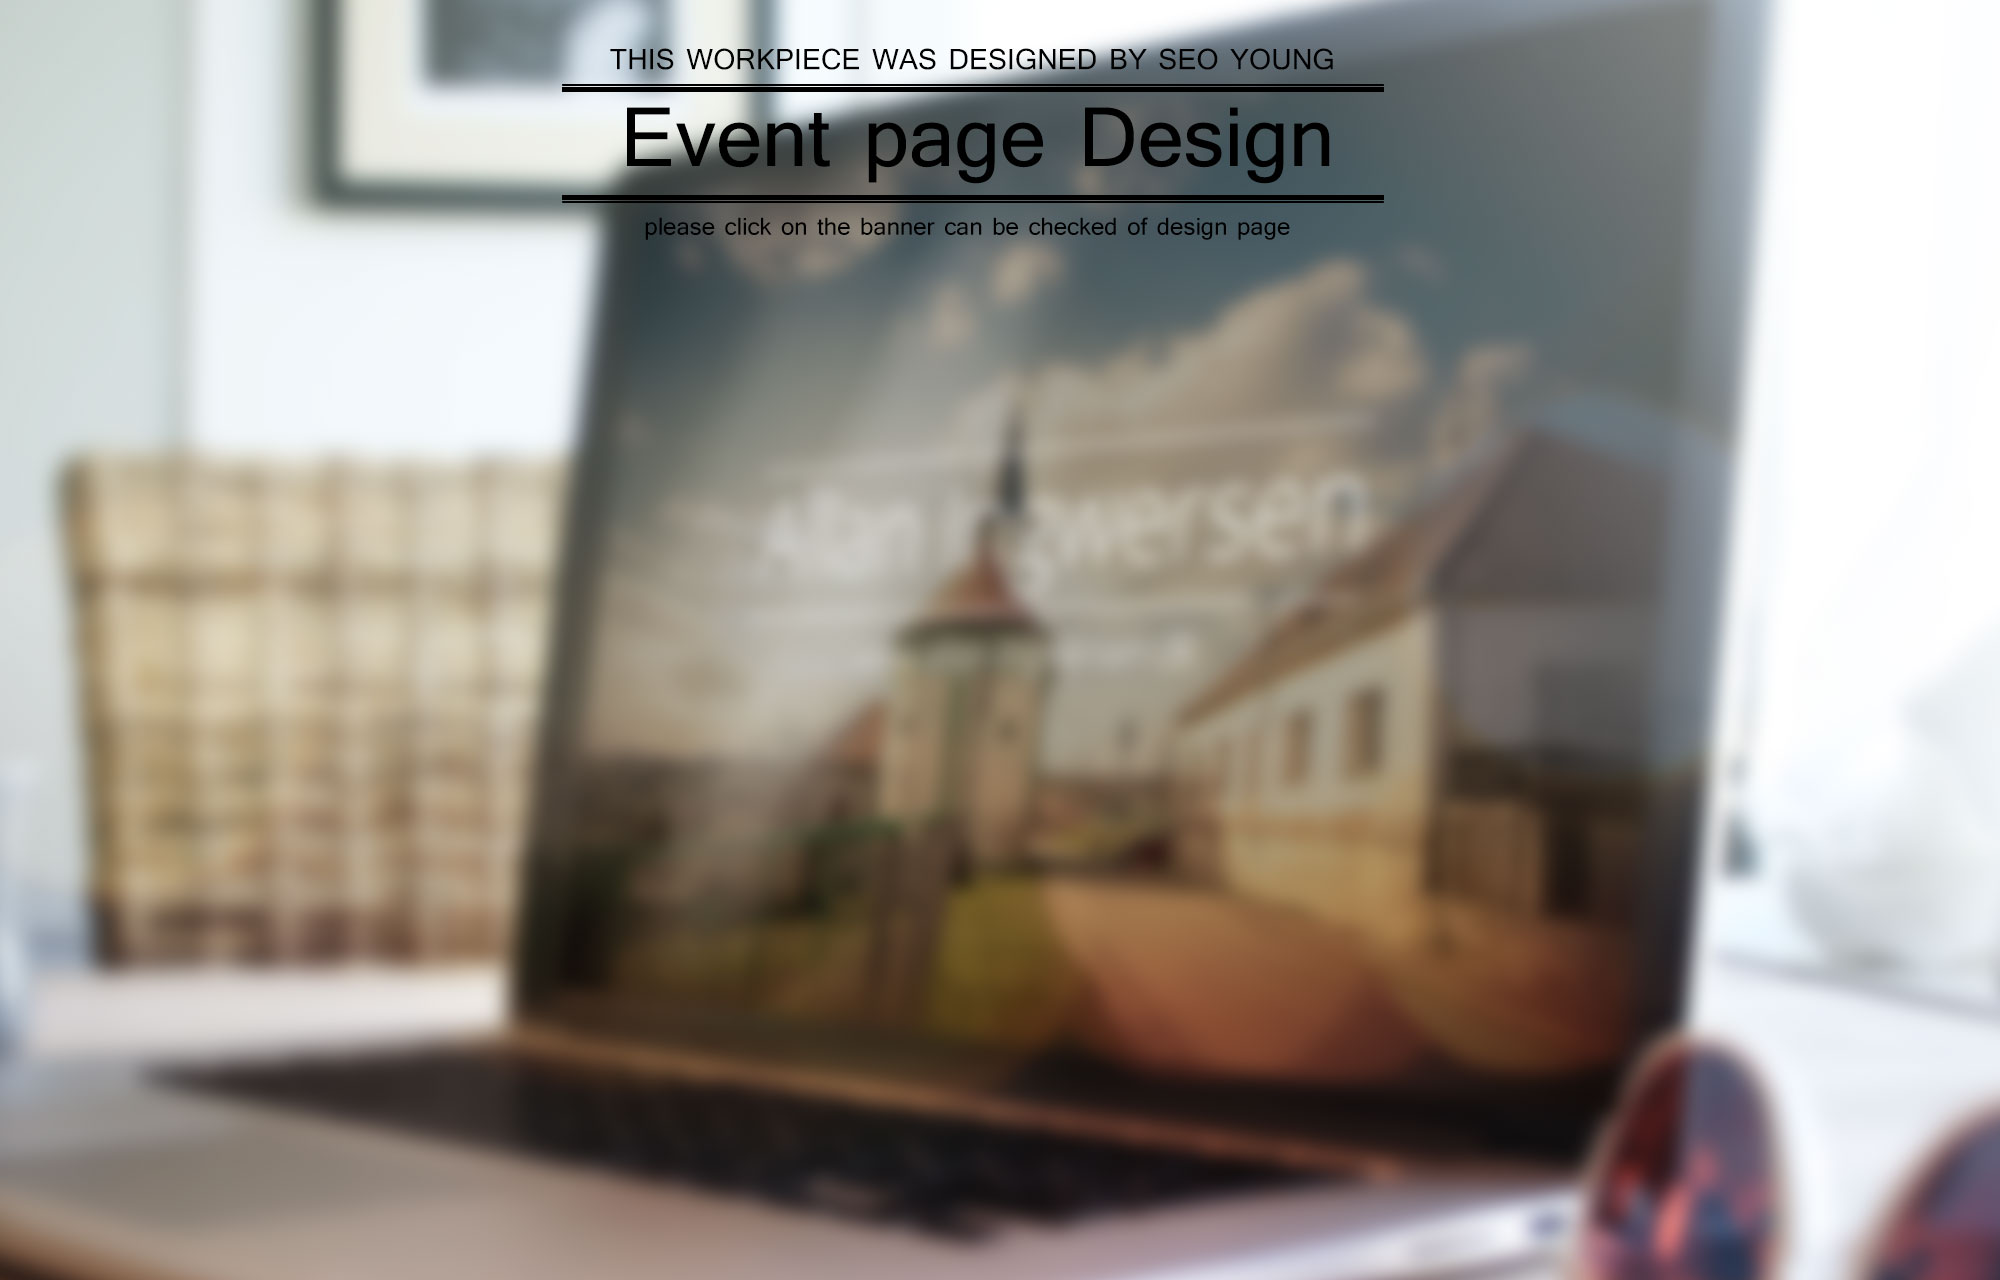 THIS WORKPIECE WAS DESIGNED BY SEO YOUNG
Event page Design
please click on the banner can be checked of design page